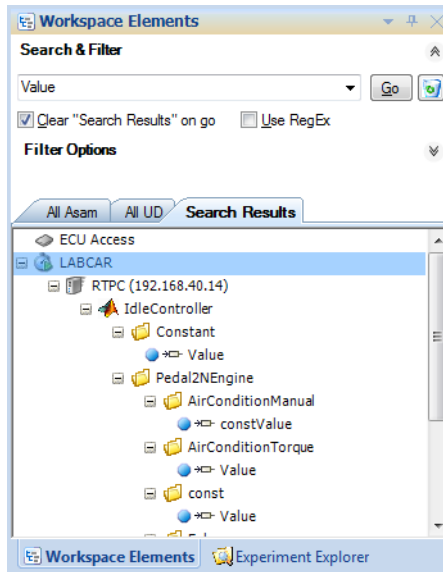 Workspace Elements
Search & Filter
Value
Go
Clear "Search Results" on go Use RegEx
Filter Options
All Asam All UD Search Results
ECU Access
LABCAR
RTPC (192.168.40.14)
IdleController
Constant
Value
Pedal2NEngine
AirConditionManual
constValue
AirConditionTorque
Value
const
Value
Workspace Elements Experiment Explorer